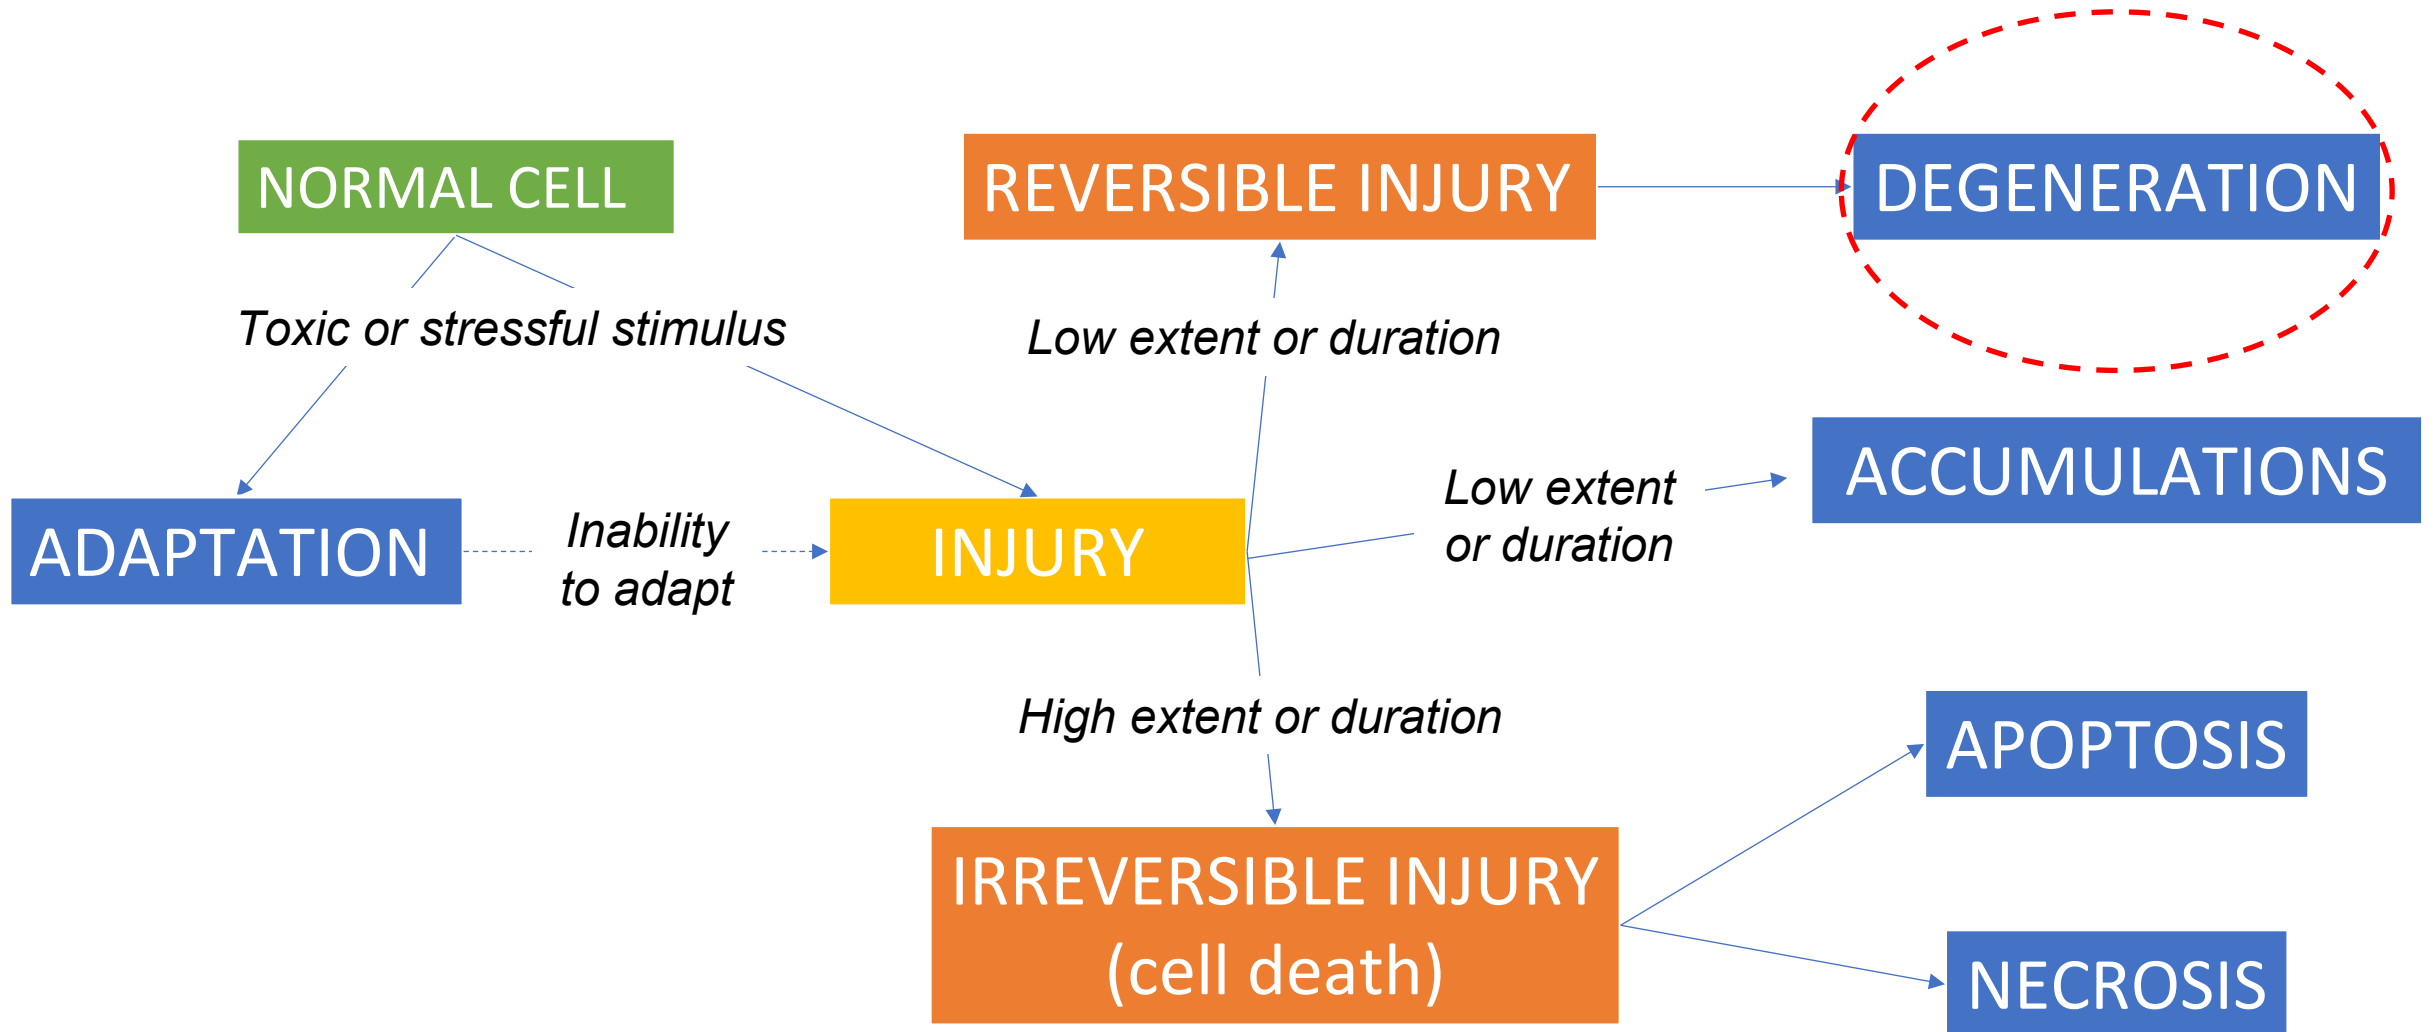 NORMAL CELL
REVERSIBLE INJURY
DEGENERATION
Toxic or stressful stimulus
Low extent or duration
ACCUMULATIONS
Low extent
or duration
ADAPTATION
Inability
to adapt
INJURY
High extent or duration
APOPTOSIS
IRREVERSIBLE INJURY
(cell death)
NECROSIS